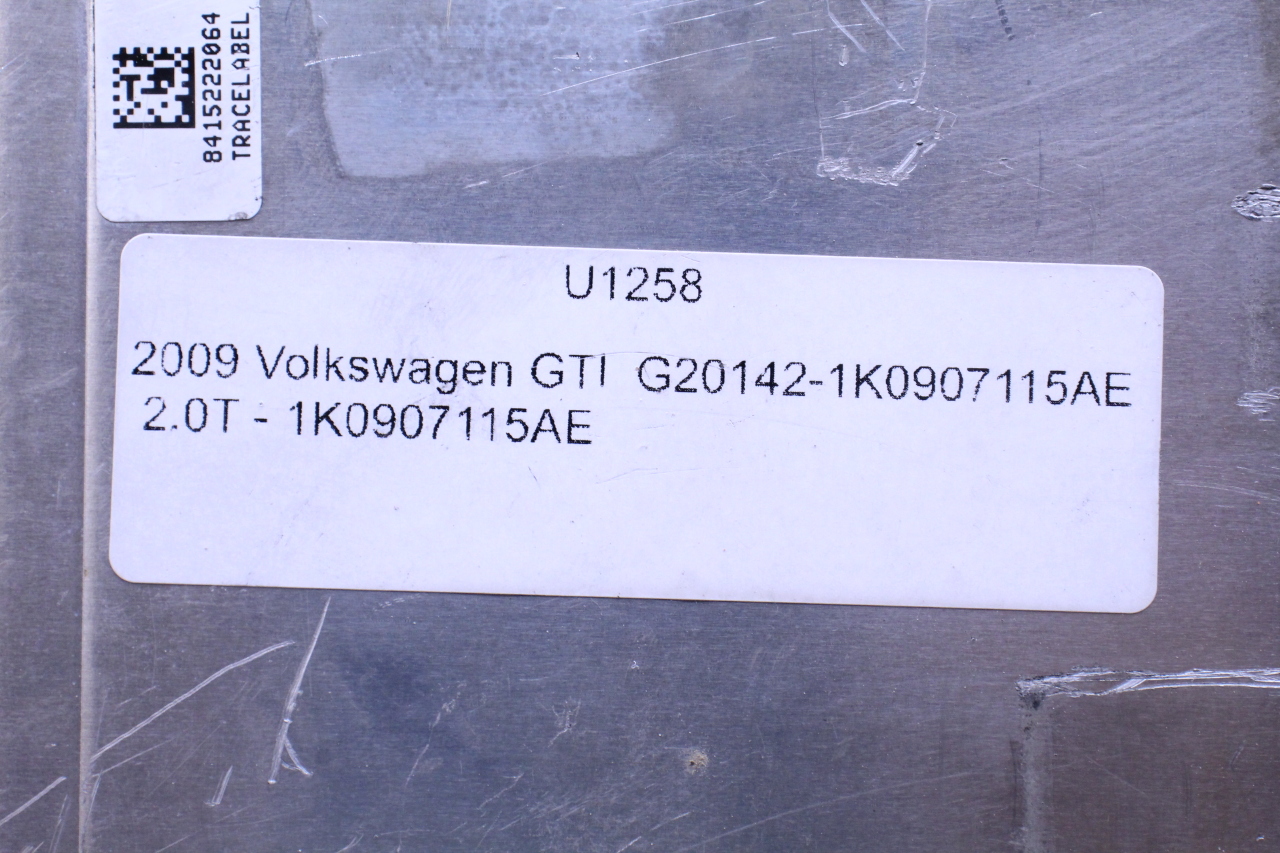 8415222064
TRACELABEL
U1258
2009 Volkswagen GTI G20142-1K0907115AE
2.0T - 1K0907115AE